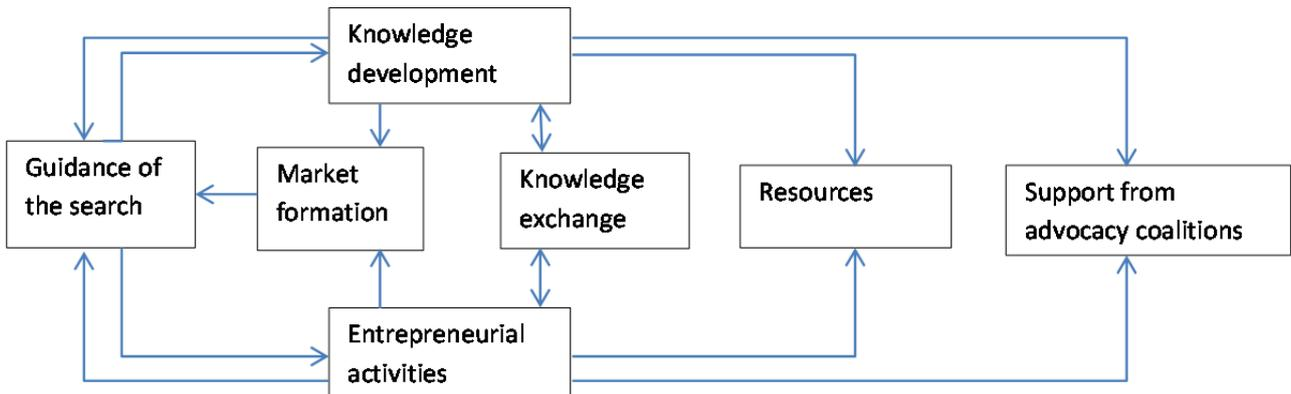 Knowledge
development
Guidance of
the search
Market
formation
Knowledge
exchange
Resources
Support from
advocacy coalitions
Entrepreneurial
activities